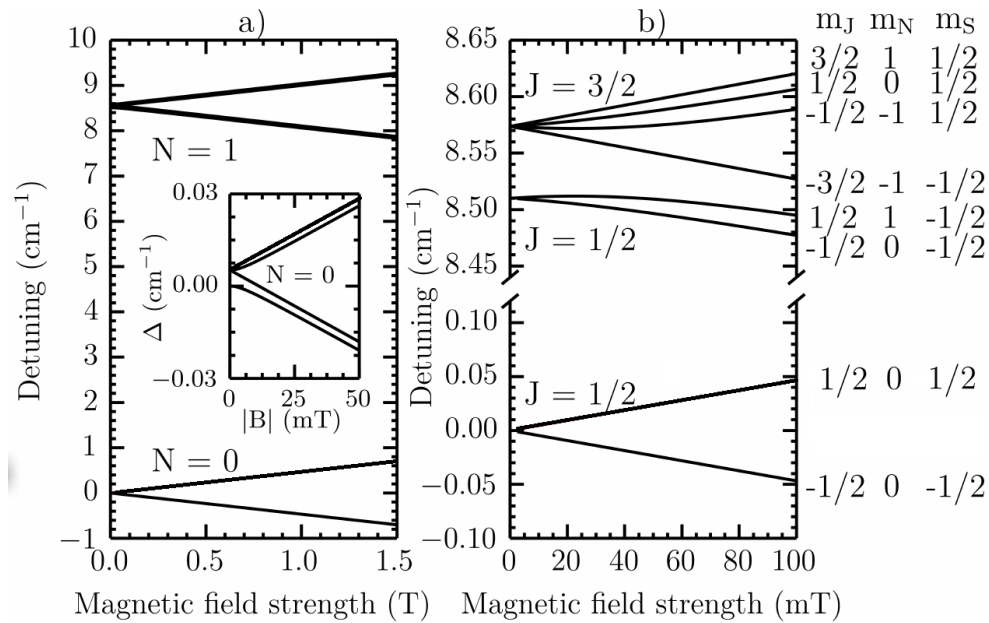 a)
b)
m_J m_N m_S
10
9
8
7
6
5
4
3
2
1
0
−1
Detuning (cm⁻¹)
N = 1
0.03
0.00
−0.03
Δ (cm⁻¹)
N = 0
0 25 50
|B| (mT)
N = 0
0.0 0.5 1.0 1.5
Magnetic field strength (T)
8.65
8.60
8.55
8.50
8.45
0.10
0.05
0.00
−0.05
−0.10
Detuning (cm⁻¹)
J = 3/2
J = 1/2
J = 1/2
0 20 40 60 80 100
Magnetic field strength (mT)
3/2 1 1/2
1/2 0 1/2
-1/2 -1 1/2
-3/2 -1 -1/2
1/2 1 -1/2
-1/2 0 -1/2
1/2 0 1/2
-1/2 0 -1/2